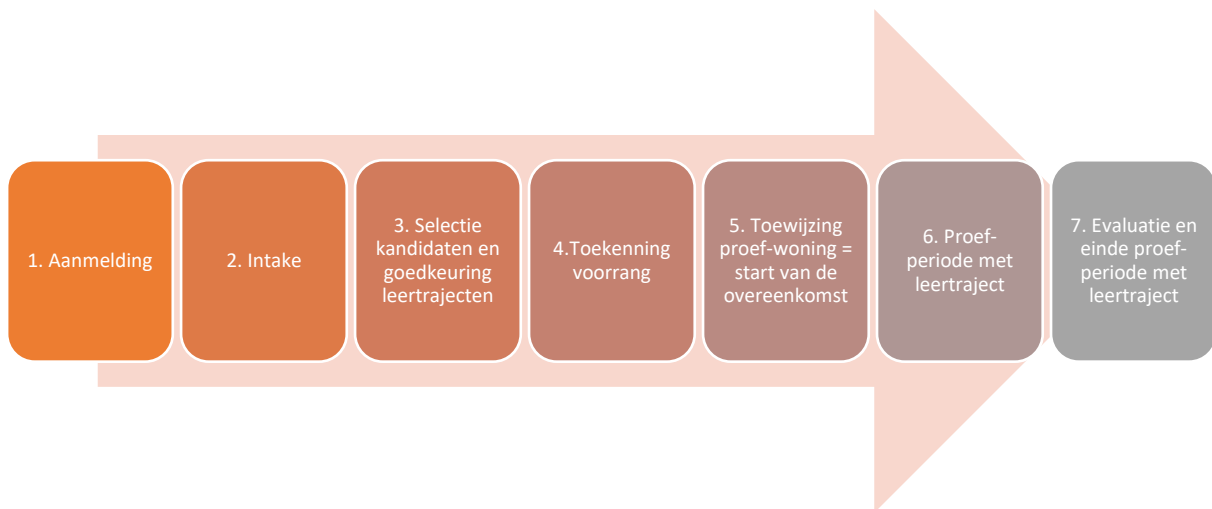 1. Aanmelding
2. Intake
3. Selectie
kandidaten en
goedkeuring
leertrajecten
4.Toekenning
voorrang
5. Toewijzing
proef-woning =
start van de
overeenkomst
6. Proef-
periode met
leertraject
7. Evaluatie en
einde proef-
periode met
leertraject